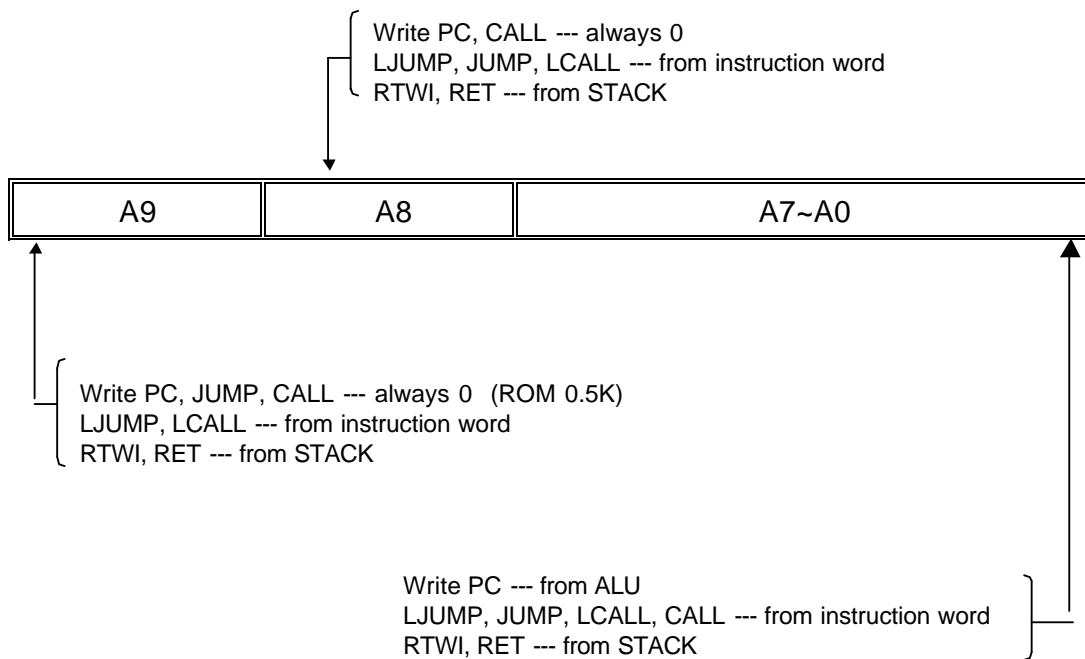 Write PC, CALL --- always 0
LJUMP, JUMP, LCALL --- from instruction word
RTWI, RET --- from STACK
A9 A8 A7~A0
Write PC, JUMP, CALL --- always 0 (ROM 0.5K)
LJUMP, LCALL --- from instruction word
RTWI, RET --- from STACK
Write PC --- from ALU
LJUMP, JUMP, LCALL, CALL --- from instruction word
RTWI, RET --- from STACK